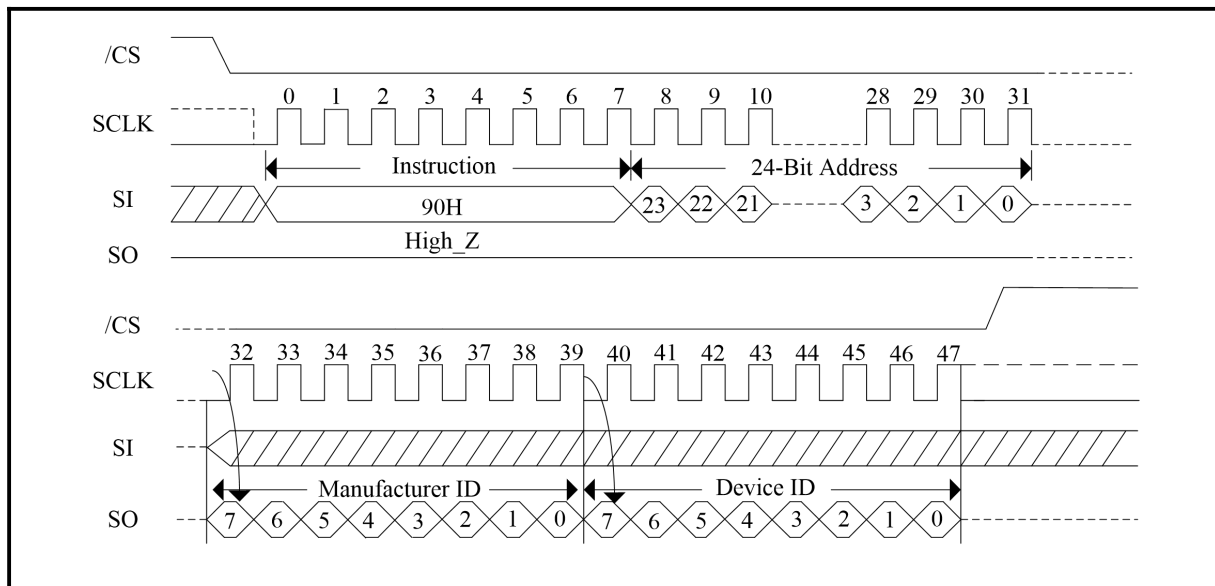 /CS
0 1 2 3 4 5 6 7 8 9 10 28 29 30 31
SCLK
Instruction 24-Bit Address
SI 90H 23 22 21 3 2 1 0
High_Z
SO
/CS
32 33 34 35 36 37 38 39 40 41 42 43 44 45 46 47
SCLK
SI
Manufacturer ID Device ID
SO 7 6 5 4 3 2 1 0 7 6 5 4 3 2 1 0